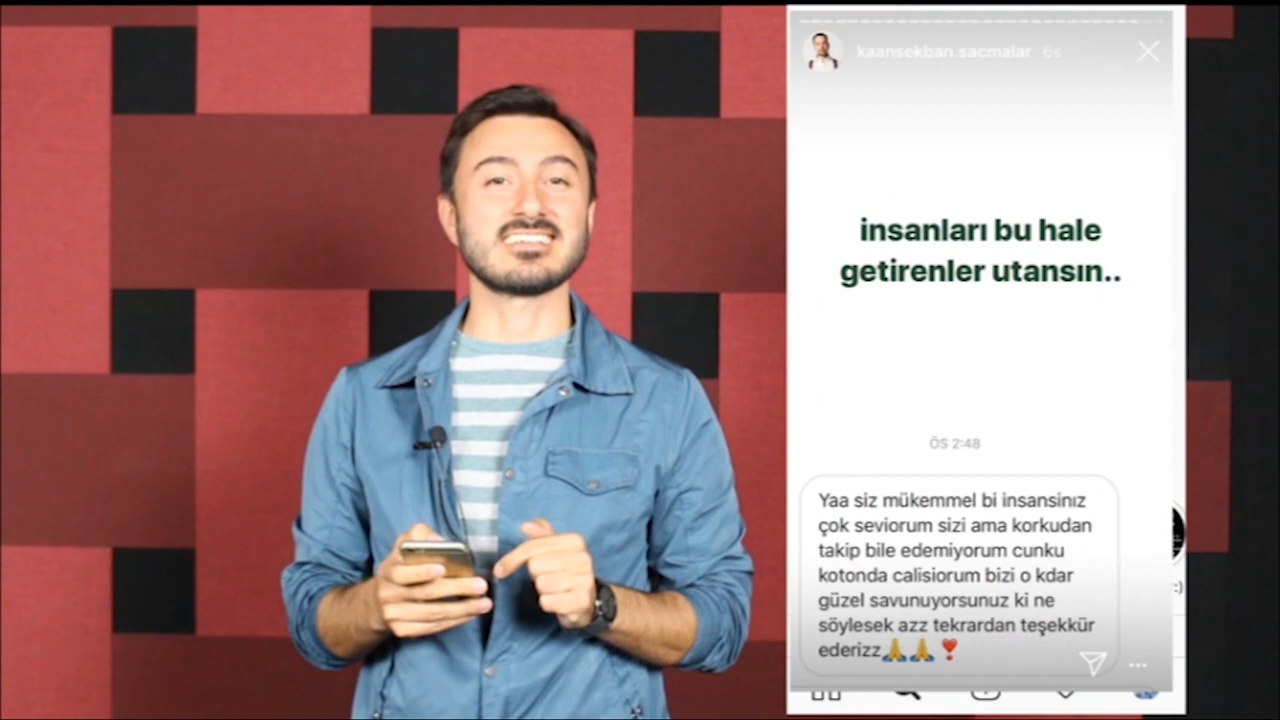 kaansekban.sacmalar 6s
insanları bu hale
getirenler utansın..
ÖS 2:48
Yaa siz mükemmel bi insansiniz
çok seviorum sizi ama korkudan
takip bile edemiyorum cunku
kotonda calisiorum bizi o kdar
güzel savunuyorsunuz ki ne
söylesek azz tekrardan teşekkür
ederizz🙏🙏❣️